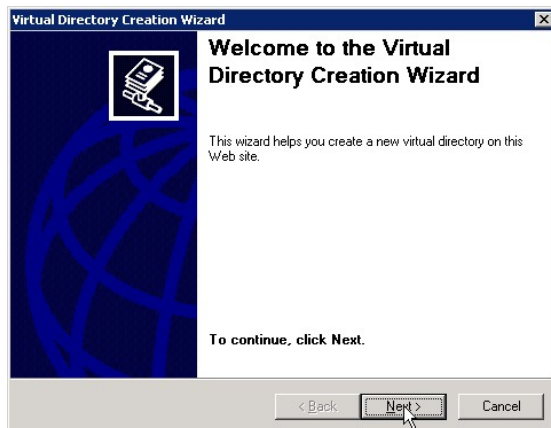 Virtual Directory Creation Wizard
Welcome to the Virtual
Directory Creation Wizard
This wizard helps you create a new virtual directory on this
Web site.
To continue, click Next.
< Back
Next >
Cancel